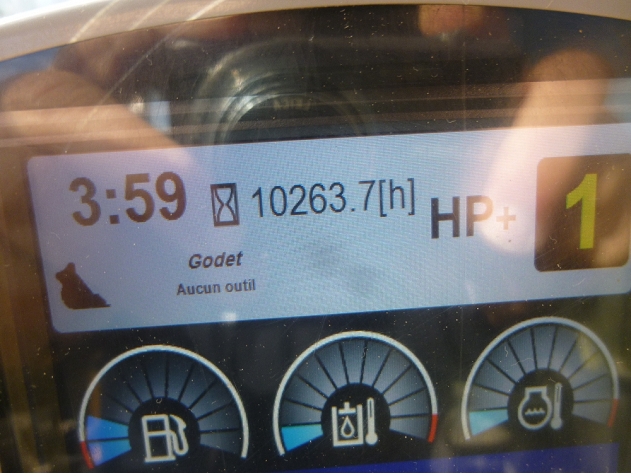 3:59 10263.7[h] HP+ 1
Godet
Aucun outil